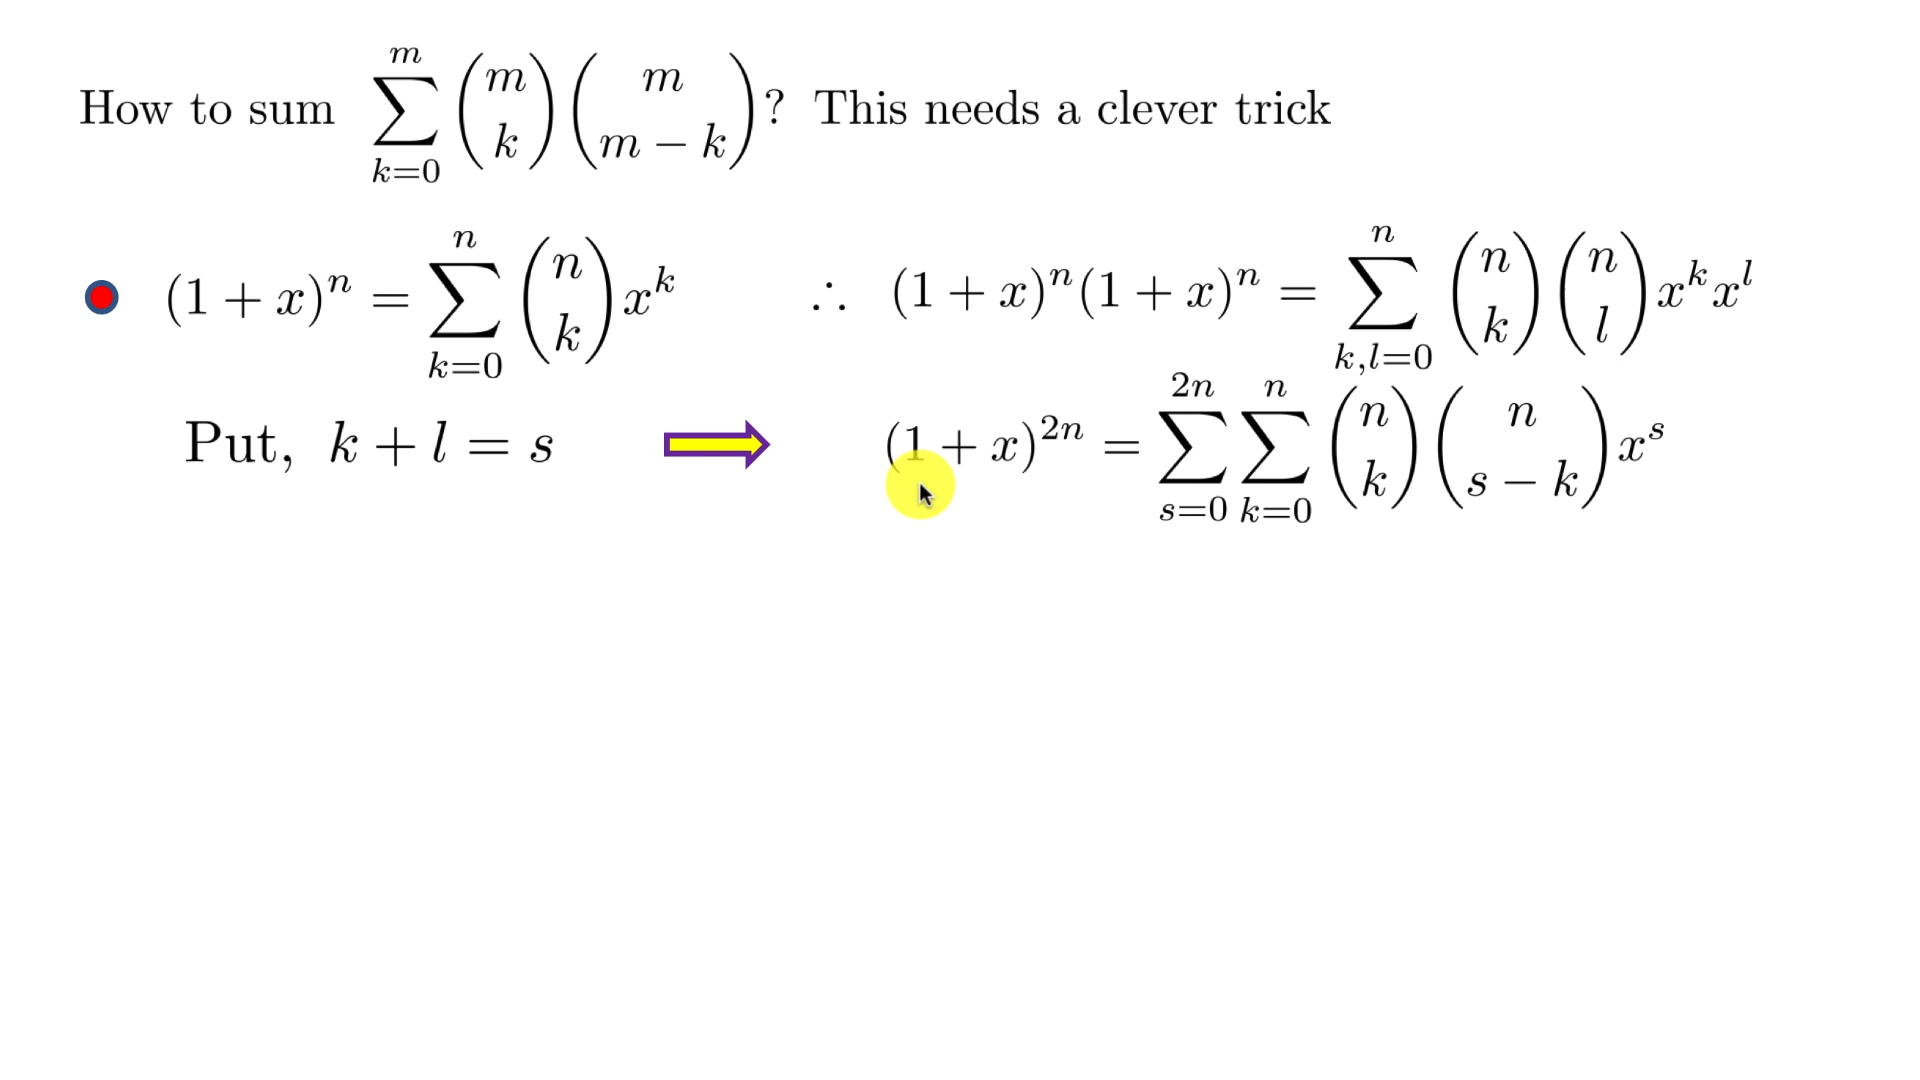 How to sum $\sum_{k=0}^{m} \binom{m}{k} \binom{m}{m-k}$? This needs a clever trick
$(1+x)^n = \sum_{k=0}^{n} \binom{n}{k} x^k$ $\therefore$ $(1+x)^n (1+x)^n = \sum_{k,l=0}^{n} \binom{n}{k} \binom{n}{l} x^k x^l$
Put, $k + l = s$ $(1+x)^{2n} = \sum_{s=0}^{2n} \sum_{k=0}^{n} \binom{n}{k} \binom{n}{s-k} x^s$